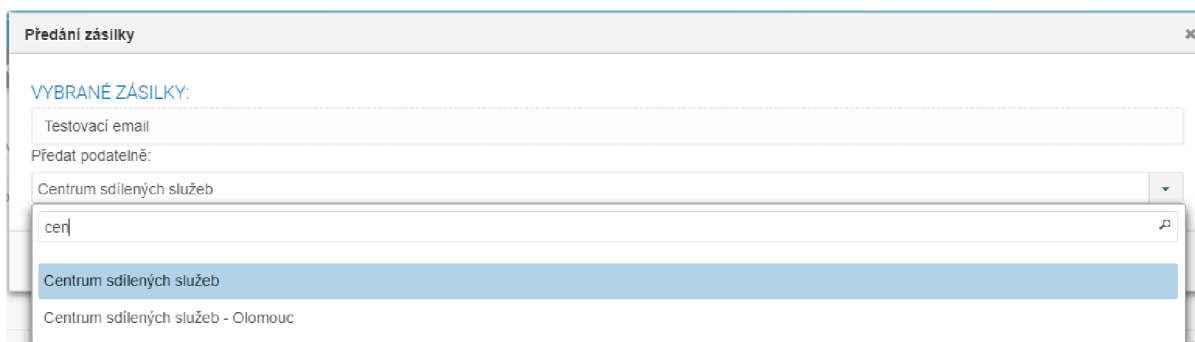 Předání zásilky
VYBRANÉ ZÁSILKY:
Testovací email
Předat podatelně:
Centrum sdílených služeb
cen
Centrum sdílených služeb
Centrum sdílených služeb - Olomouc